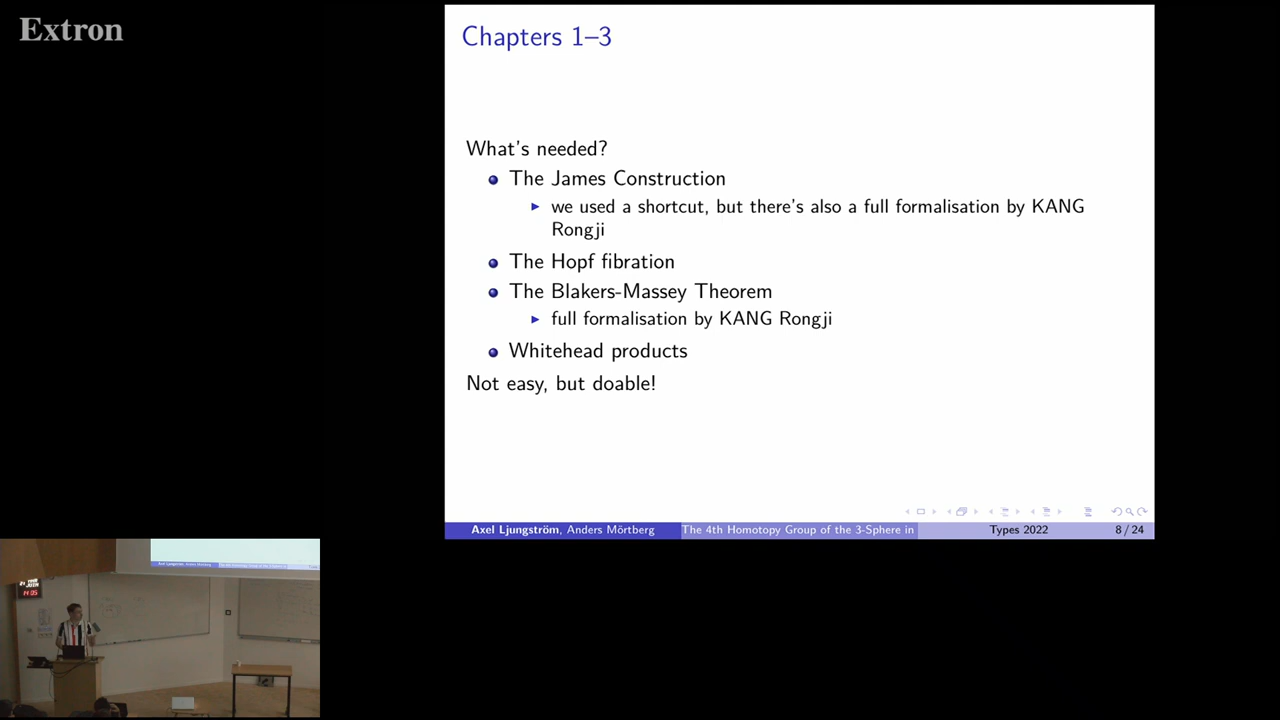 Extron
Chapters 1–3
What's needed?
The James Construction
we used a shortcut, but there's also a full formalisation by KANG
Rongji
The Hopf fibration
The Blakers-Massey Theorem
full formalisation by KANG Rongji
Whitehead products
Not easy, but doable!
Axel Ljungström, Anders Mörtberg
The 4th Homotopy Group of the 3-Sphere in
Types 2022
8 / 24
14:05